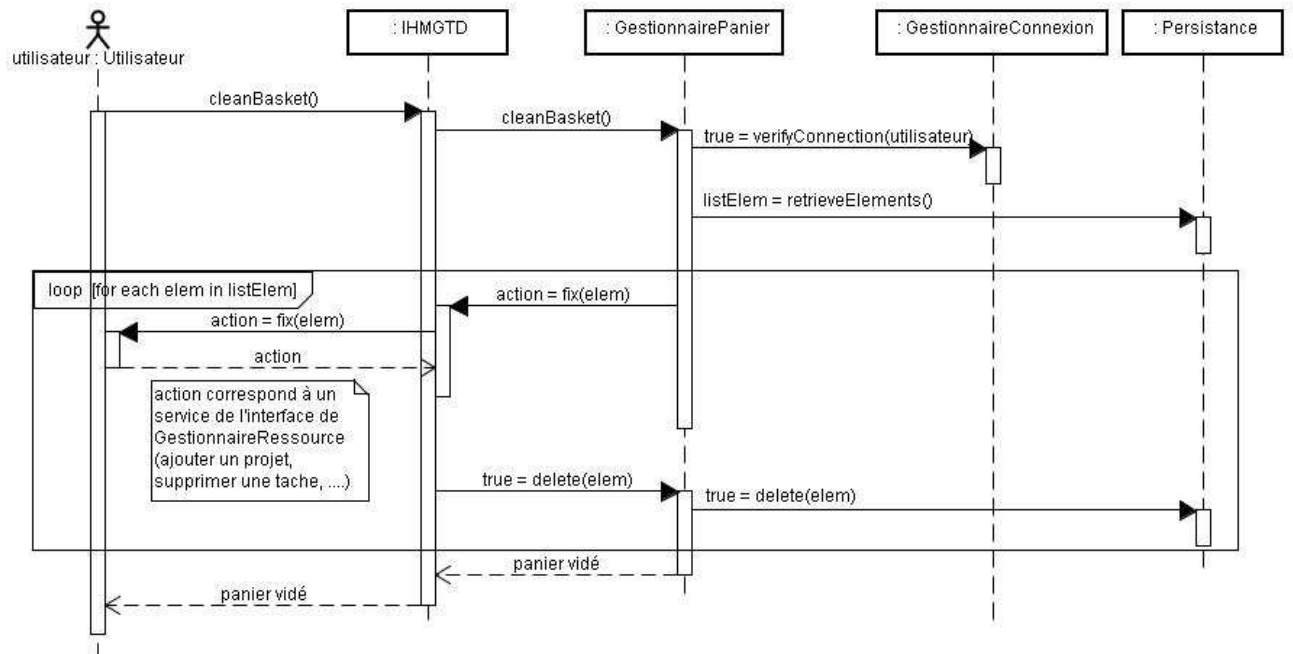 utilisateur : Utilisateur
: IHMGTD
: GestionnairePanier
: GestionnaireConnexion
: Persistance
cleanBasket()
cleanBasket()
true = verifyConnection(utilisateur)
listElem = retrieveElements()
loop [for each elem in listElem]
action = fix(elem)
action = fix(elem)
action
action correspond à un
service de l'interface de
GestionnaireRessource
(ajouter un projet,
supprimer une tache, ....)
true = delete(elem)
true = delete(elem)
panier vidé
panier vidé